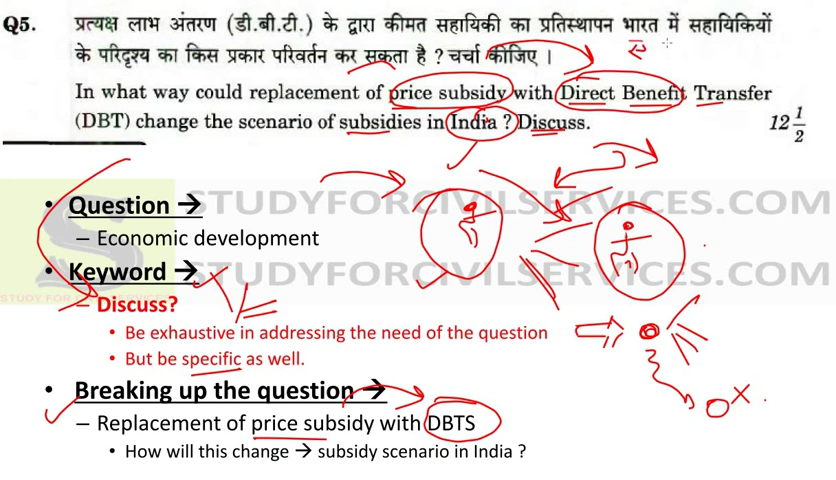 Q5. प्रत्यक्ष लाभ अंतरण (डी.बी.टी.) के द्वारा कीमत सहायिकी का प्रतिस्थापन भारत में सहायिकियों
के परिदृश्य का किस प्रकार परिवर्तन कर सकता है ? चर्चा कीजिए ।
In what way could replacement of price subsidy with Direct Benefit Transfer
(DBT) change the scenario of subsidies in India ? Discuss. 12 1/2
STUDYFORCIVILSERVICES.COM
• Question →
– Economic development
STUDYFORCIVILSERVICES.COM
• Keyword →
– Discuss?
• Be exhaustive in addressing the need of the question
• But be specific as well.
• Breaking up the question →
– Replacement of price subsidy with DBTS
• How will this change → subsidy scenario in India ?